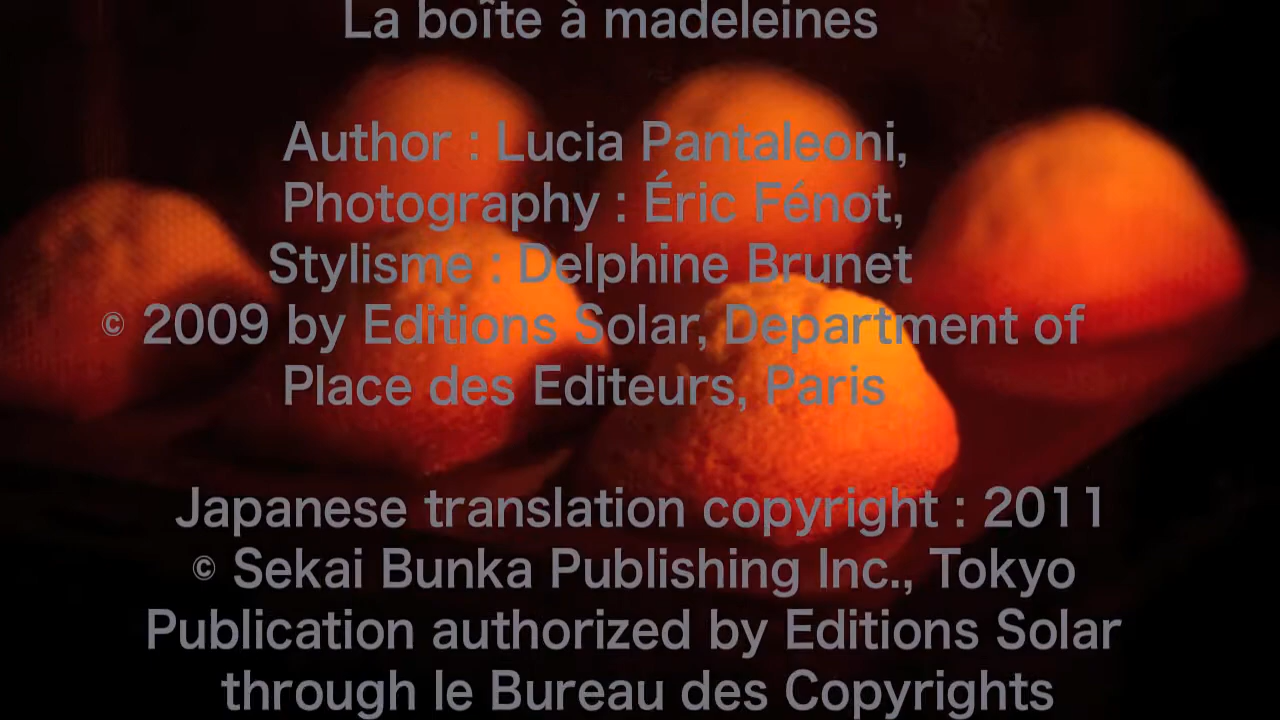 La boîte à madeleines
Author : Lucia Pantaleoni,
Photography : Éric Fénot,
Stylisme : Delphine Brunet
© 2009 by Editions Solar, Department of
Place des Editeurs, Paris
Japanese translation copyright : 2011
© Sekai Bunka Publishing Inc., Tokyo
Publication authorized by Editions Solar
through le Bureau des Copyrights